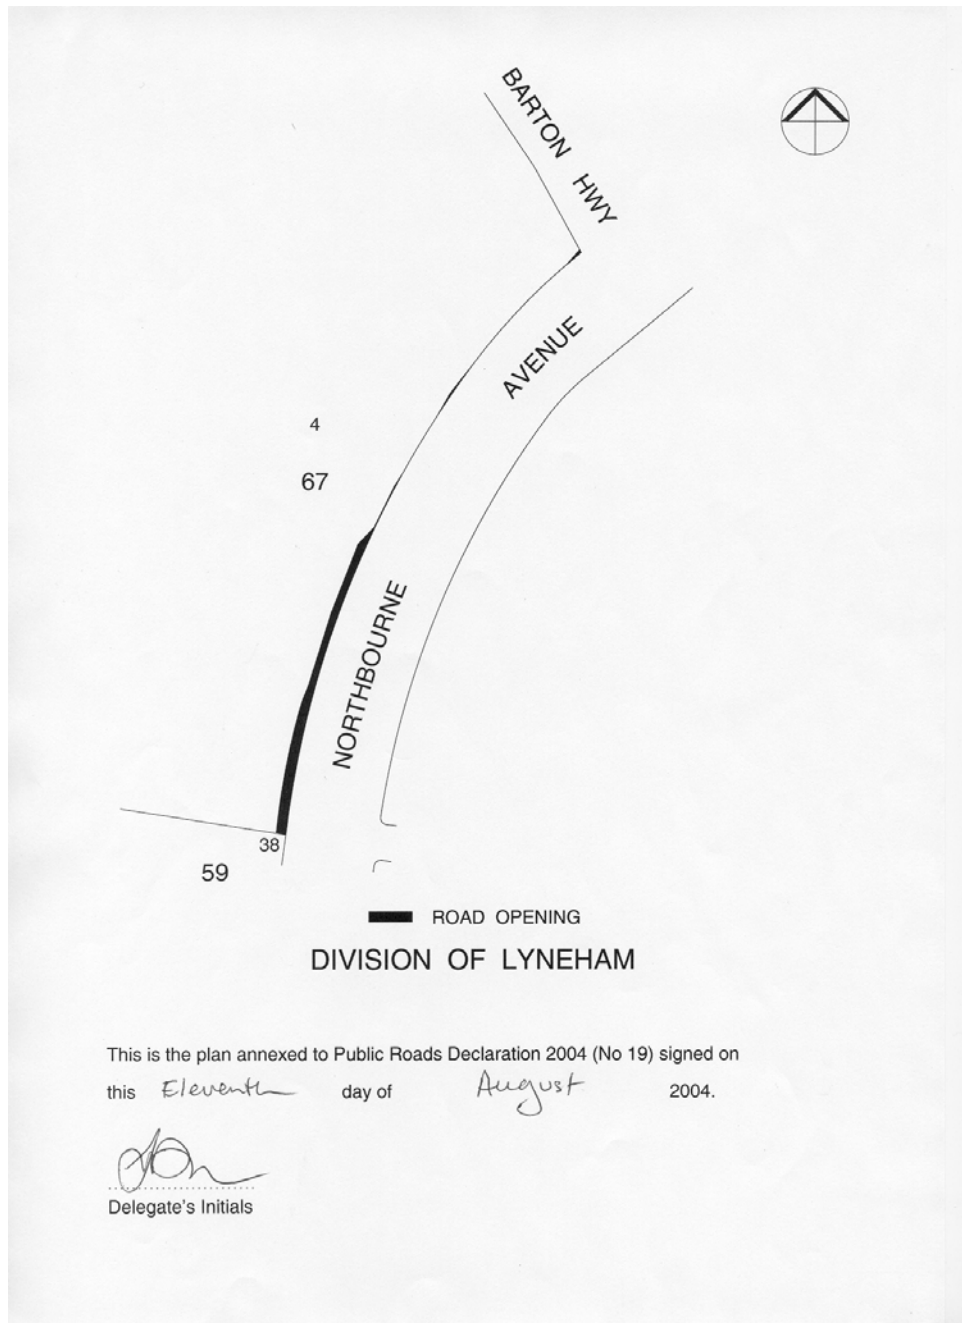 BARTON HWY
AVENUE
4
67
NORTHBOURNE
38
59
ROAD OPENING
DIVISION OF LYNEHAM
This is the plan annexed to Public Roads Declaration 2004 (No 19) signed on
this Eleventh day of August 2004.
Delegate's Initials